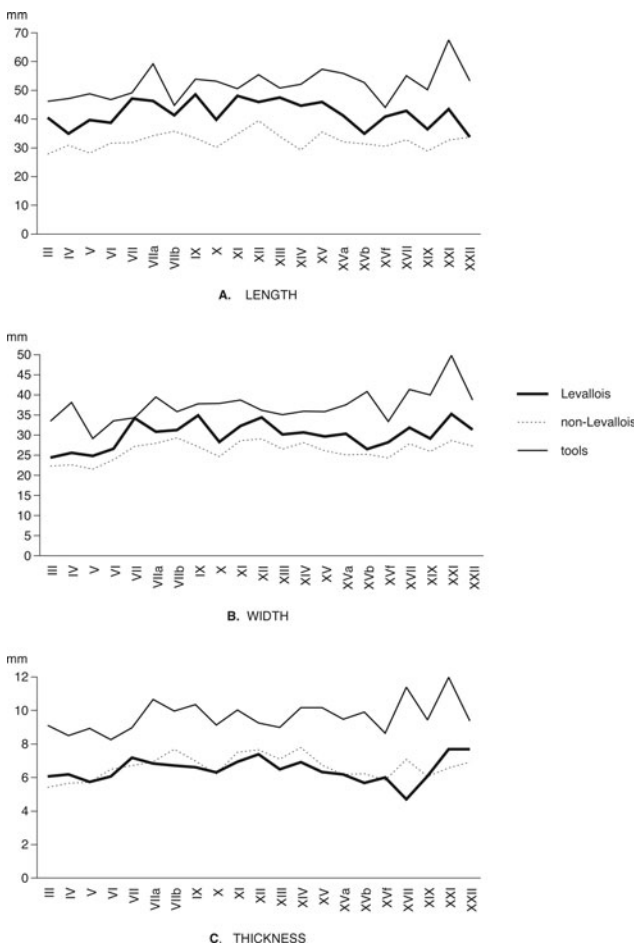 mm
70
60
50
40
30
20
10
0
III IV V VI VII VIIa VIIb IX X XI XII XIII XIV XV XVa XVb XVf XVII XIX XXI XXII
A. LENGTH
mm
50
45
40
35
30
25
20
15
10
5
0
III IV V VI VII VIIa VIIb IX X XI XII XIII XIV XV XVa XVb XVf XVII XIX XXI XXII
B. WIDTH
Levallois
non-Levallois
tools
mm
12
10
8
6
4
2
0
III IV V VI VII VIIa VIIb IX X XI XII XIII XIV XV XVa XVb XVf XVII XIX XXI XXII
C. THICKNESS